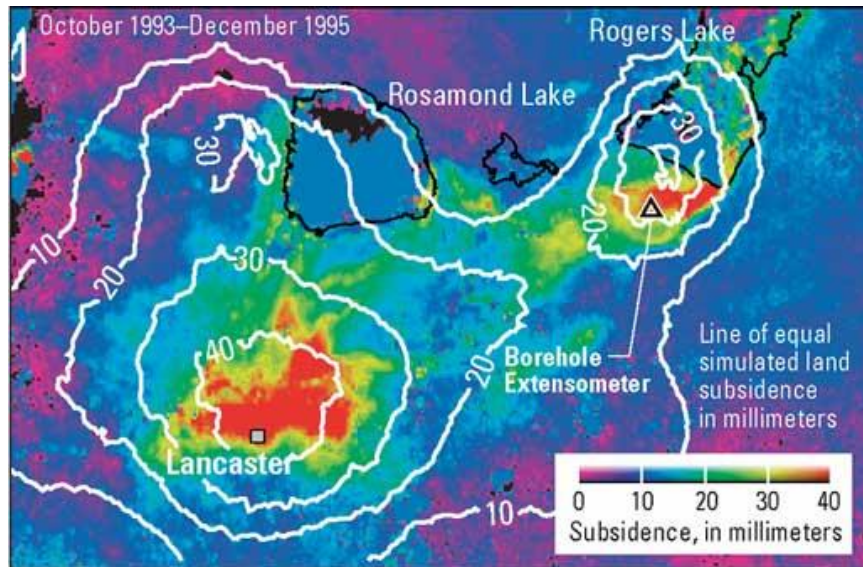 October 1993–December 1995
Rogers Lake
Rosamond Lake
30
30
10
20
20
30
40
20
Borehole
Extensometer
Line of equal
simulated land
subsidence
in millimeters
Lancaster
10
0 10 20 30 40
Subsidence, in millimeters